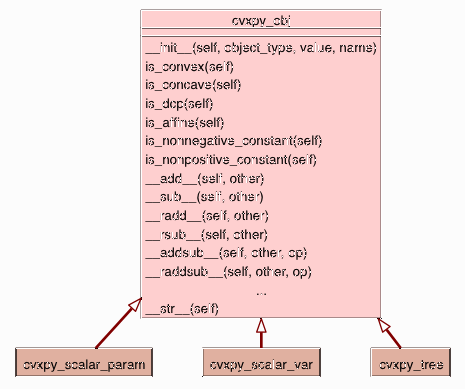 cvxpy_obj
__init__(self, object_type, value, name)
is_convex(self)
is_concave(self)
is_dcp(self)
is_affine(self)
is_nonnegative_constant(self)
is_nonpositive_constant(self)
__add__(self, other)
__sub__(self, other)
__radd__(self, other)
__rsub__(self, other)
__addsub__(self, other, op)
__raddsub__(self, other, op)
...
__str__(self)
cvxpy_scalar_param
cvxpy_scalar_var
cvxpy_tree